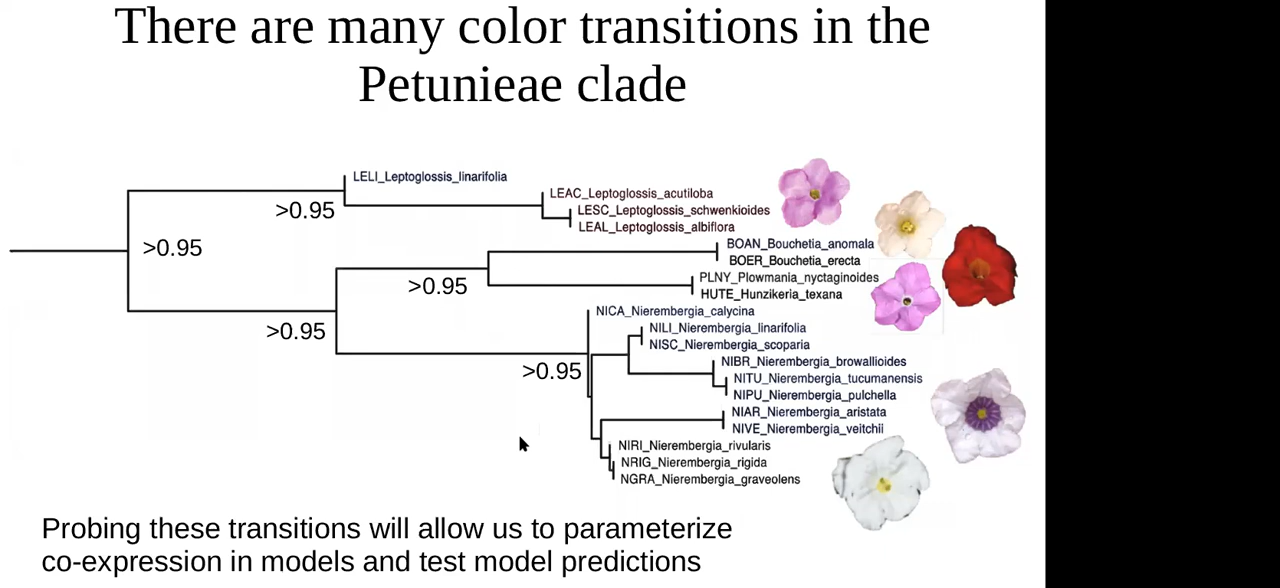 There are many color transitions in the
Petunieae clade
LELI_Leptoglossis_linarifolia
LEAC_Leptoglossis_acutiloba
>0.95
LESC_Leptoglossis_schwenkioides
LEAL_Leptoglossis_albiflora
>0.95
BOAN_Bouchetia_anomala
BOER_Bouchetia_erecta
>0.95
PLNY_Plowmania_nyctaginoides
HUTE_Hunzikeria_texana
NICA_Nierembergia_calycina
>0.95
NILI_Nierembergia_linarifolia
NISC_Nierembergia_scoparia
NIBR_Nierembergia_browallioides
>0.95
NITU_Nierembergia_tucumanensis
NIPU_Nierembergia_pulchella
NIAR_Nierembergia_aristata
NIVE_Nierembergia_veitchii
NIRI_Nierembergia_rivularis
NRIG_Nierembergia_rigida
NGRA_Nierembergia_graveolens
Probing these transitions will allow us to parameterize
co-expression in models and test model predictions